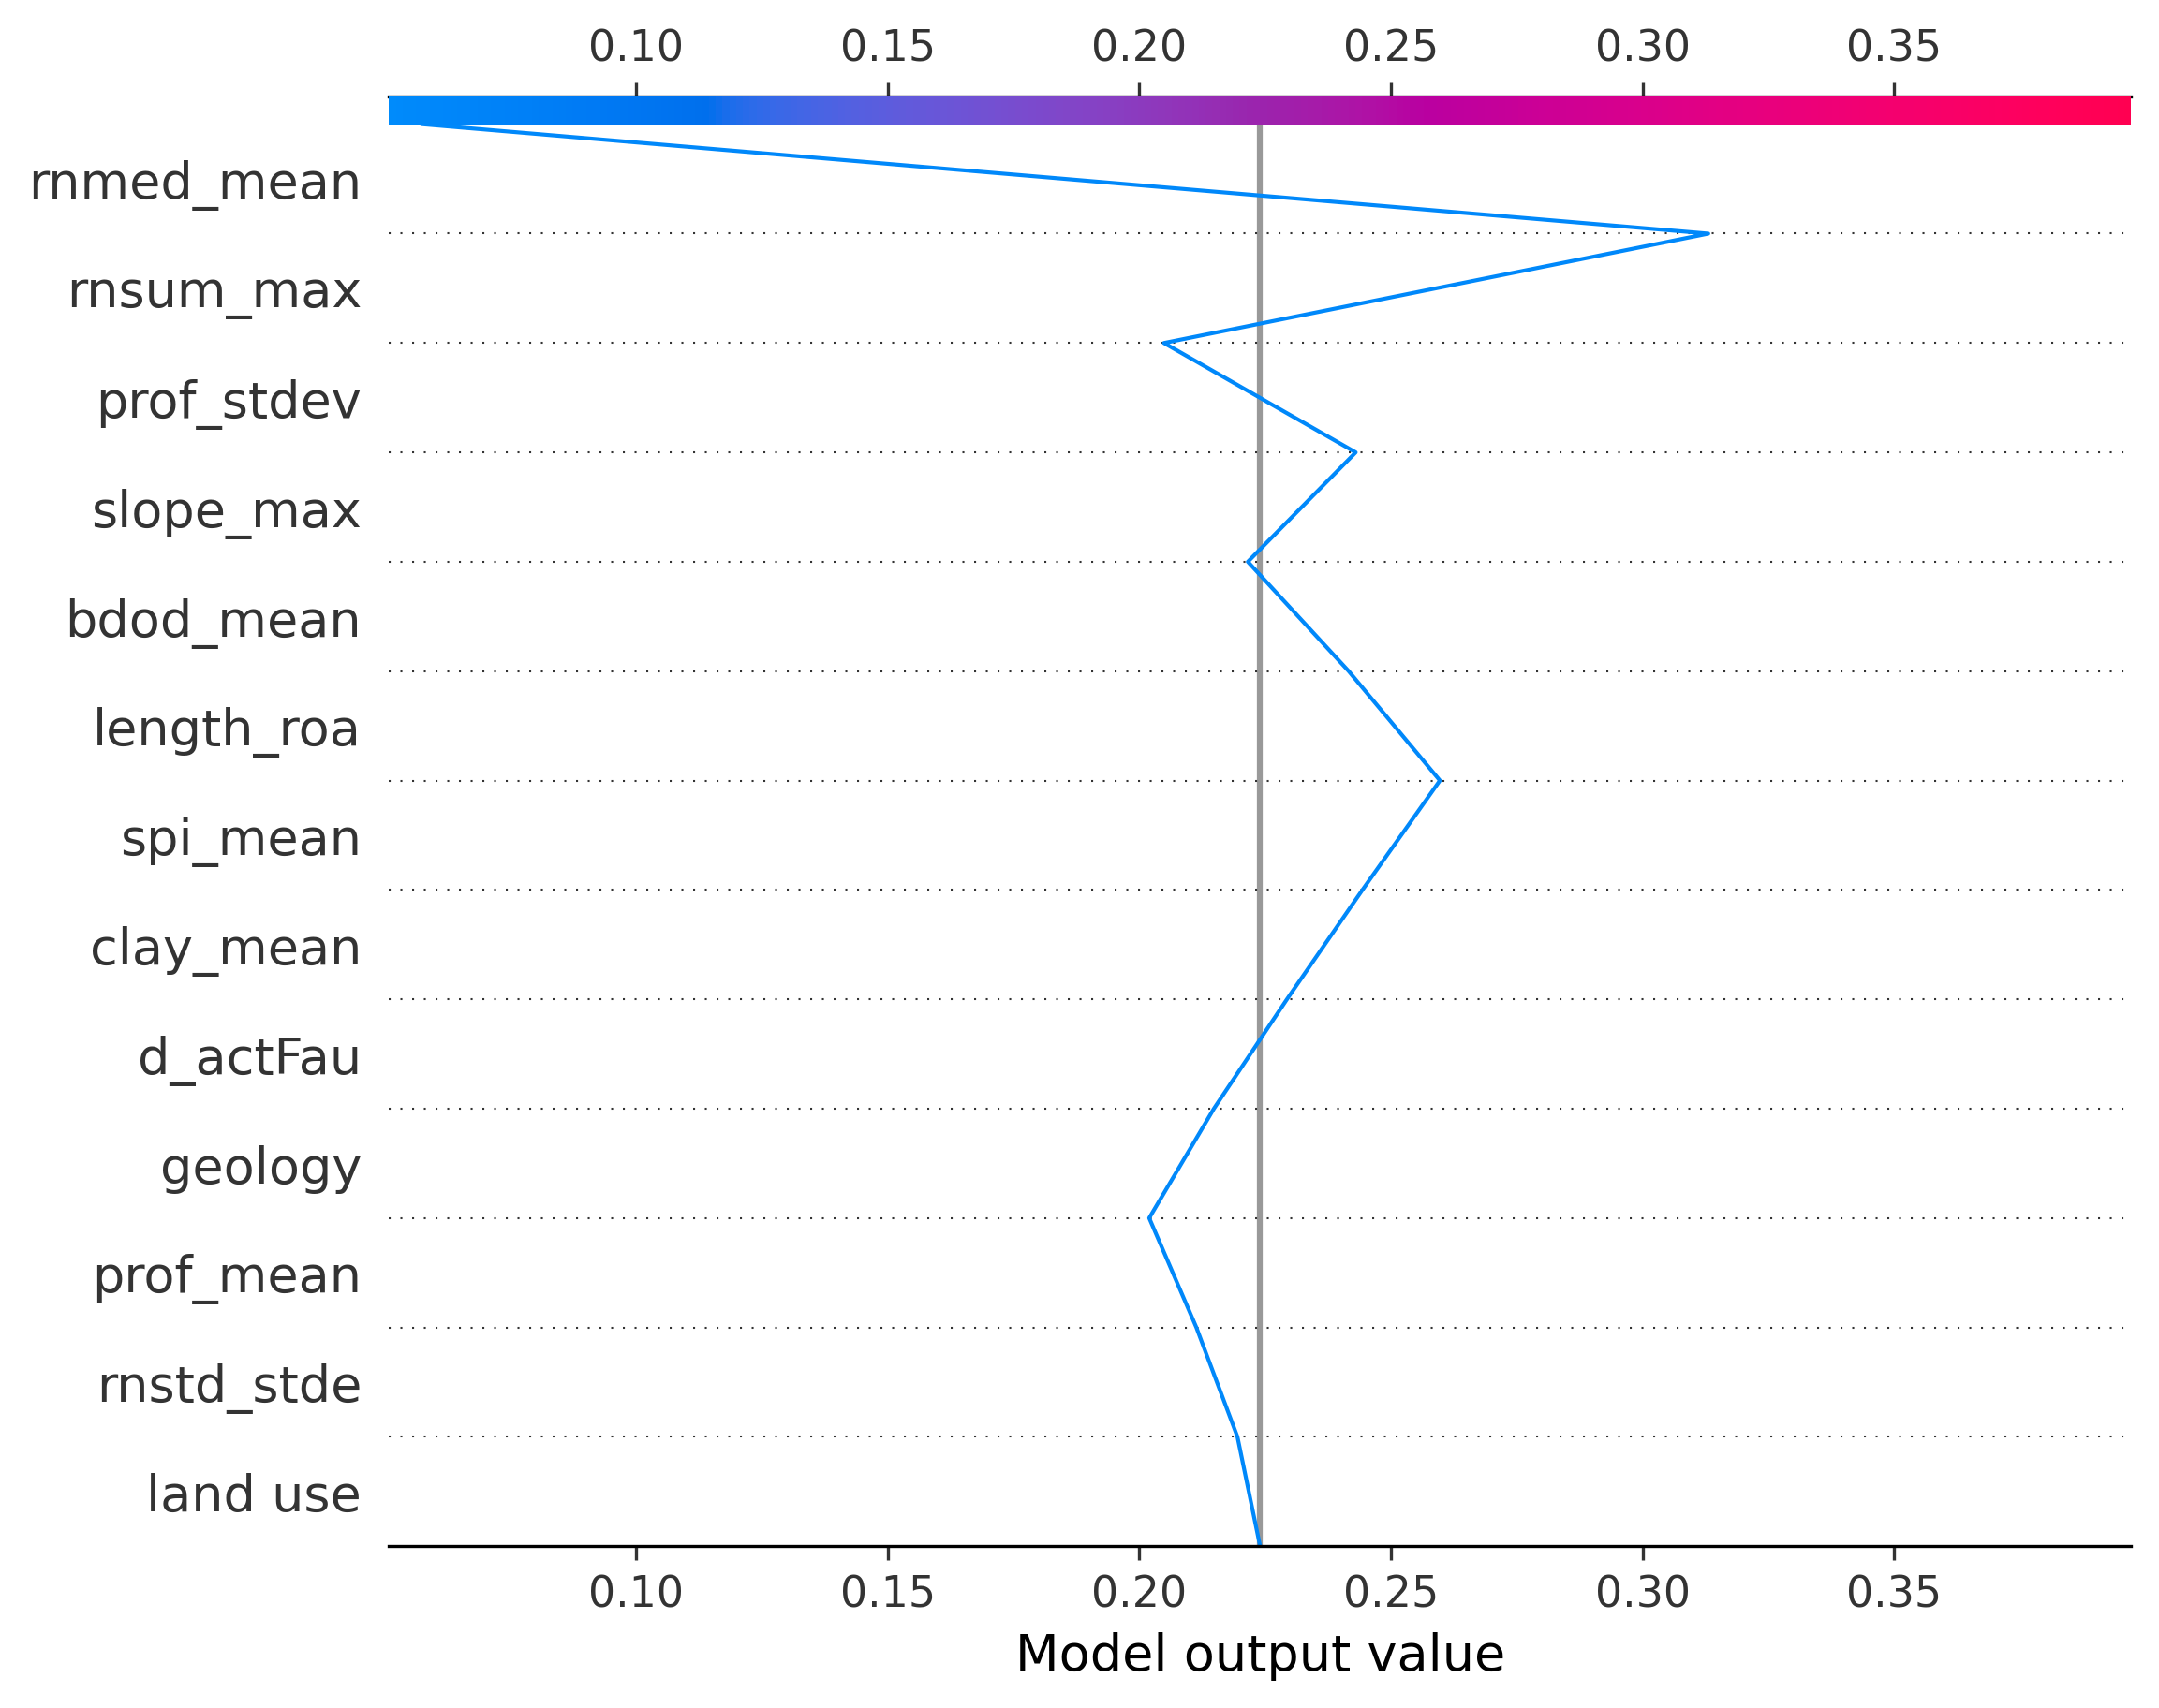 0.10 0.15 0.20 0.25 0.30 0.35
rnmed_mean
rnsum_max
prof_stdev
slope_max
bdod_mean
length_roa
spi_mean
clay_mean
d_actFau
geology
prof_mean
rnstd_stde
land use
0.10 0.15 0.20 0.25 0.30 0.35
Model output value